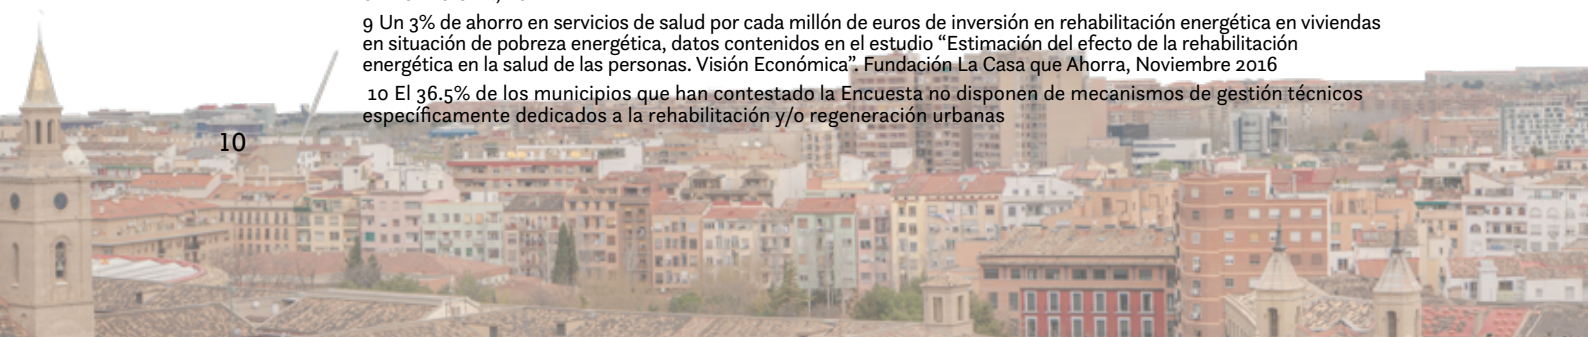 9 Un 3% de ahorro en servicios de salud por cada millón de euros de inversión en rehabilitación energética en viviendas
en situación de pobreza energética, datos contenidos en el estudio “Estimación del efecto de la rehabilitación
energética en la salud de las personas. Visión Económica”. Fundación La Casa que Ahorra, Noviembre 2016
10 El 36.5% de los municipios que han contestado la Encuesta no disponen de mecanismos de gestión técnicos
específicamente dedicados a la rehabilitación y/o regeneración urbanas
10